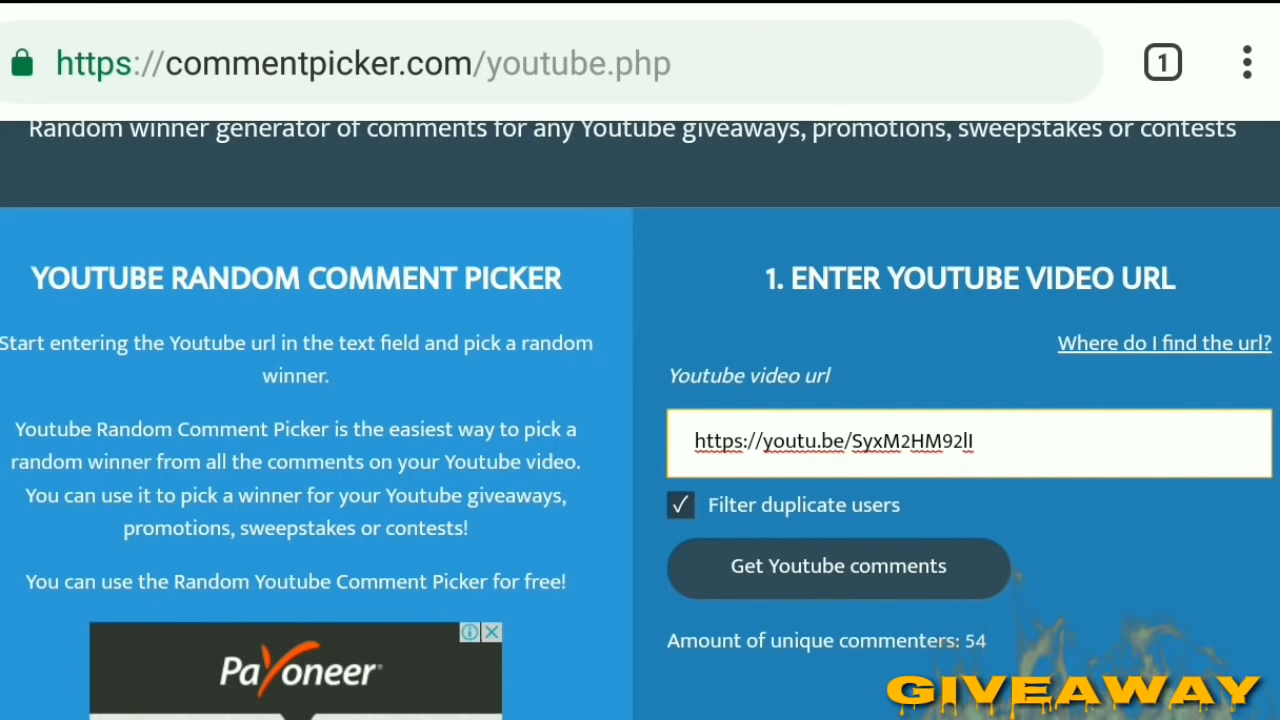 https://commentpicker.com/youtube.php
1
Random winner generator of comments for any Youtube giveaways, promotions, sweepstakes or contests
YOUTUBE RANDOM COMMENT PICKER
Start entering the Youtube url in the text field and pick a random
winner.
Youtube Random Comment Picker is the easiest way to pick a
random winner from all the comments on your Youtube video.
You can use it to pick a winner for your Youtube giveaways,
promotions, sweepstakes or contests!
You can use the Random Youtube Comment Picker for free!
Payoneer
1. ENTER YOUTUBE VIDEO URL
Where do I find the url?
Youtube video url
https://youtu.be/SyxM2HM92lI
Filter duplicate users
Get Youtube comments
Amount of unique commenters: 54
GIVEAWAY